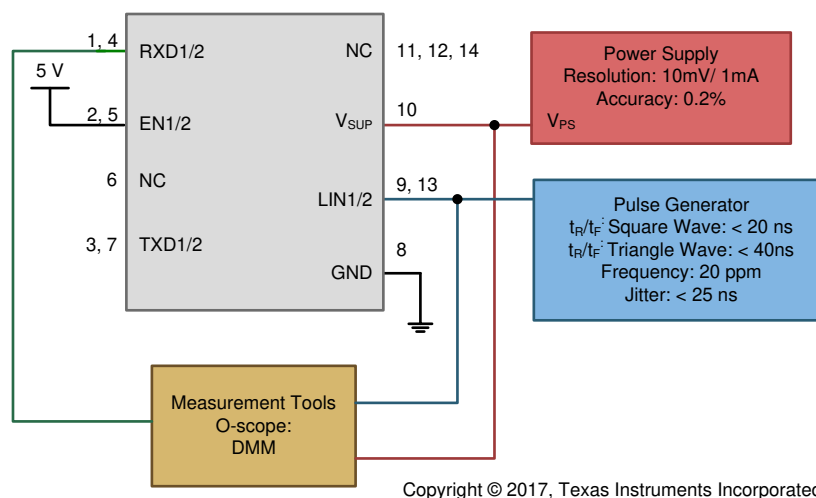 1, 4
RXD1/2
NC
11, 12, 14
Power Supply
Resolution: 10mV/ 1mA
Accuracy: 0.2%
VPS
5 V
2, 5
EN1/2
VSUP
10
6
NC
LIN1/2
9, 13
3, 7
TXD1/2
GND
8
Pulse Generator
tR/tF: Square Wave: < 20 ns
tR/tF: Triangle Wave: < 40ns
Frequency: 20 ppm
Jitter: < 25 ns
Measurement Tools
O-scope:
DMM
Copyright © 2017, Texas Instruments Incorporated